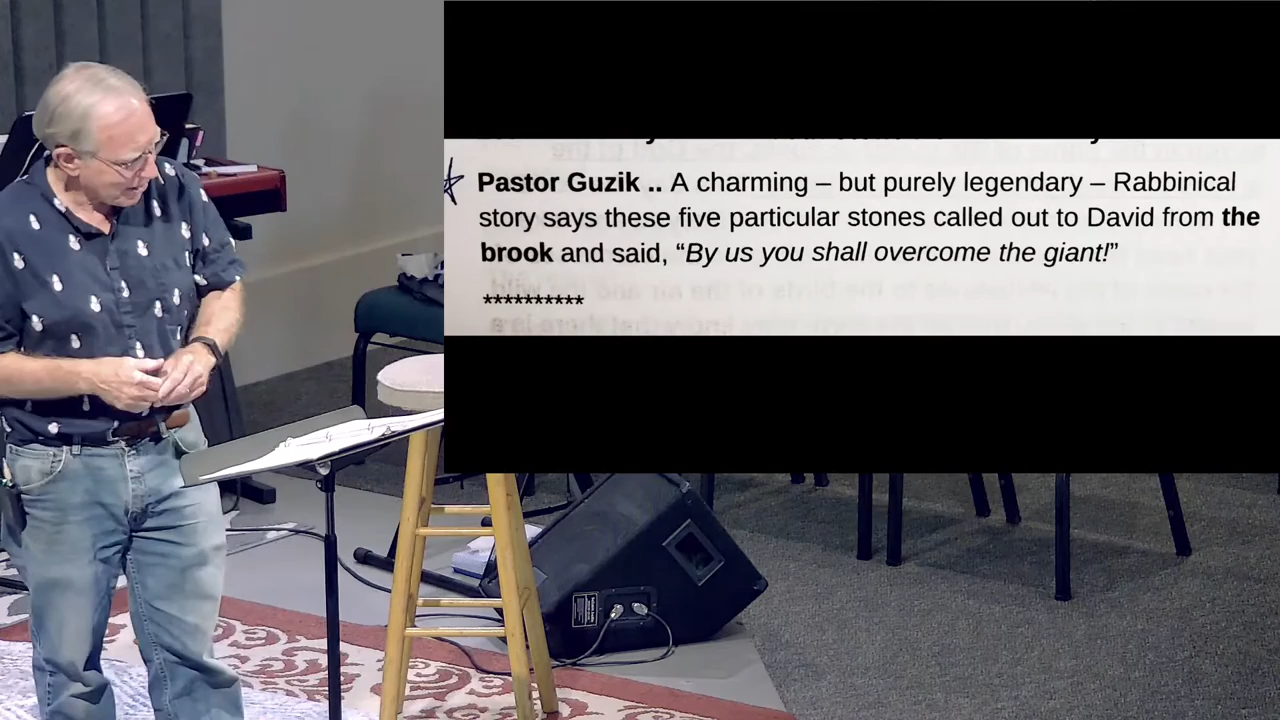 Pastor Guzik .. A charming – but purely legendary – Rabbinical
story says these five particular stones called out to David from the
brook and said, “By us you shall overcome the giant!”
**********